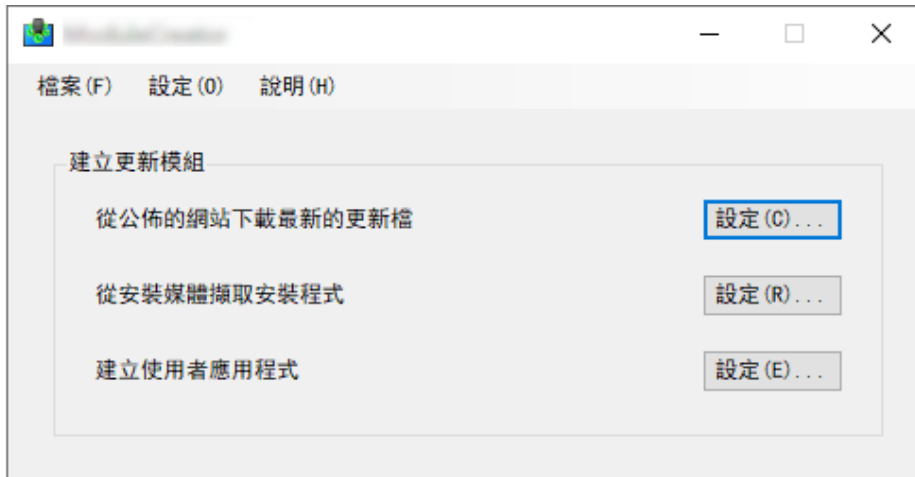 檔案(F) 設定(O) 說明(H)
建立更新模組
從公佈的網站下載最新的更新檔 設定(C)...
從安裝媒體擷取安裝程式 設定(R)...
建立使用者應用程式 設定(E)...